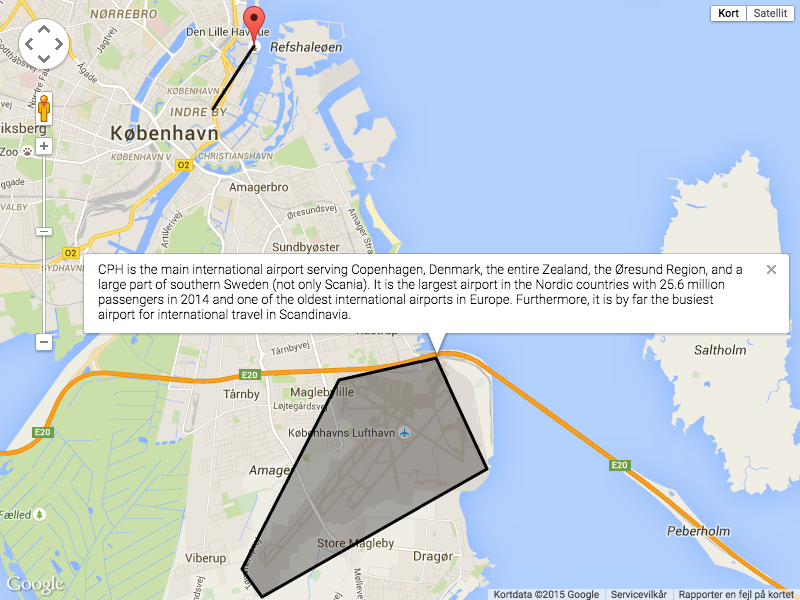 NØRREBRO
Den Lille Havfrue
Refshaleøen
Kort
Satellit
Jagtvej
Ågade
KØBENHAVN
INDRE BY
København
Zoo
KØBENHAVN V
CHRISTIANSHAVN
O2
VALBY
Amagerbro
Artillerivej
Øresundsvej
Amager Stra
Sundbyøster
O2
SYDHAVNEN
CPH is the main international airport serving Copenhagen, Denmark, the entire Zealand, the Øresund Region, and a
large part of southern Sweden (not only Scania). It is the largest airport in the Nordic countries with 25.6 million
passengers in 2014 and one of the oldest international airports in Europe. Furthermore, it is by far the busiest
airport for international travel in Scandinavia.
Kastrup
Tårnbyvej
Saltholm
E20
Tårnby
Maglebylille
Løjtegårdsvej
E20
Københavns Lufthavn
E20
Amager
Fælled
Store Magleby
Viberup
Dragør
Peberholm
Google
Kortdata ©2015 Google
Servicevilkår
Rapporter en fejl på kortet